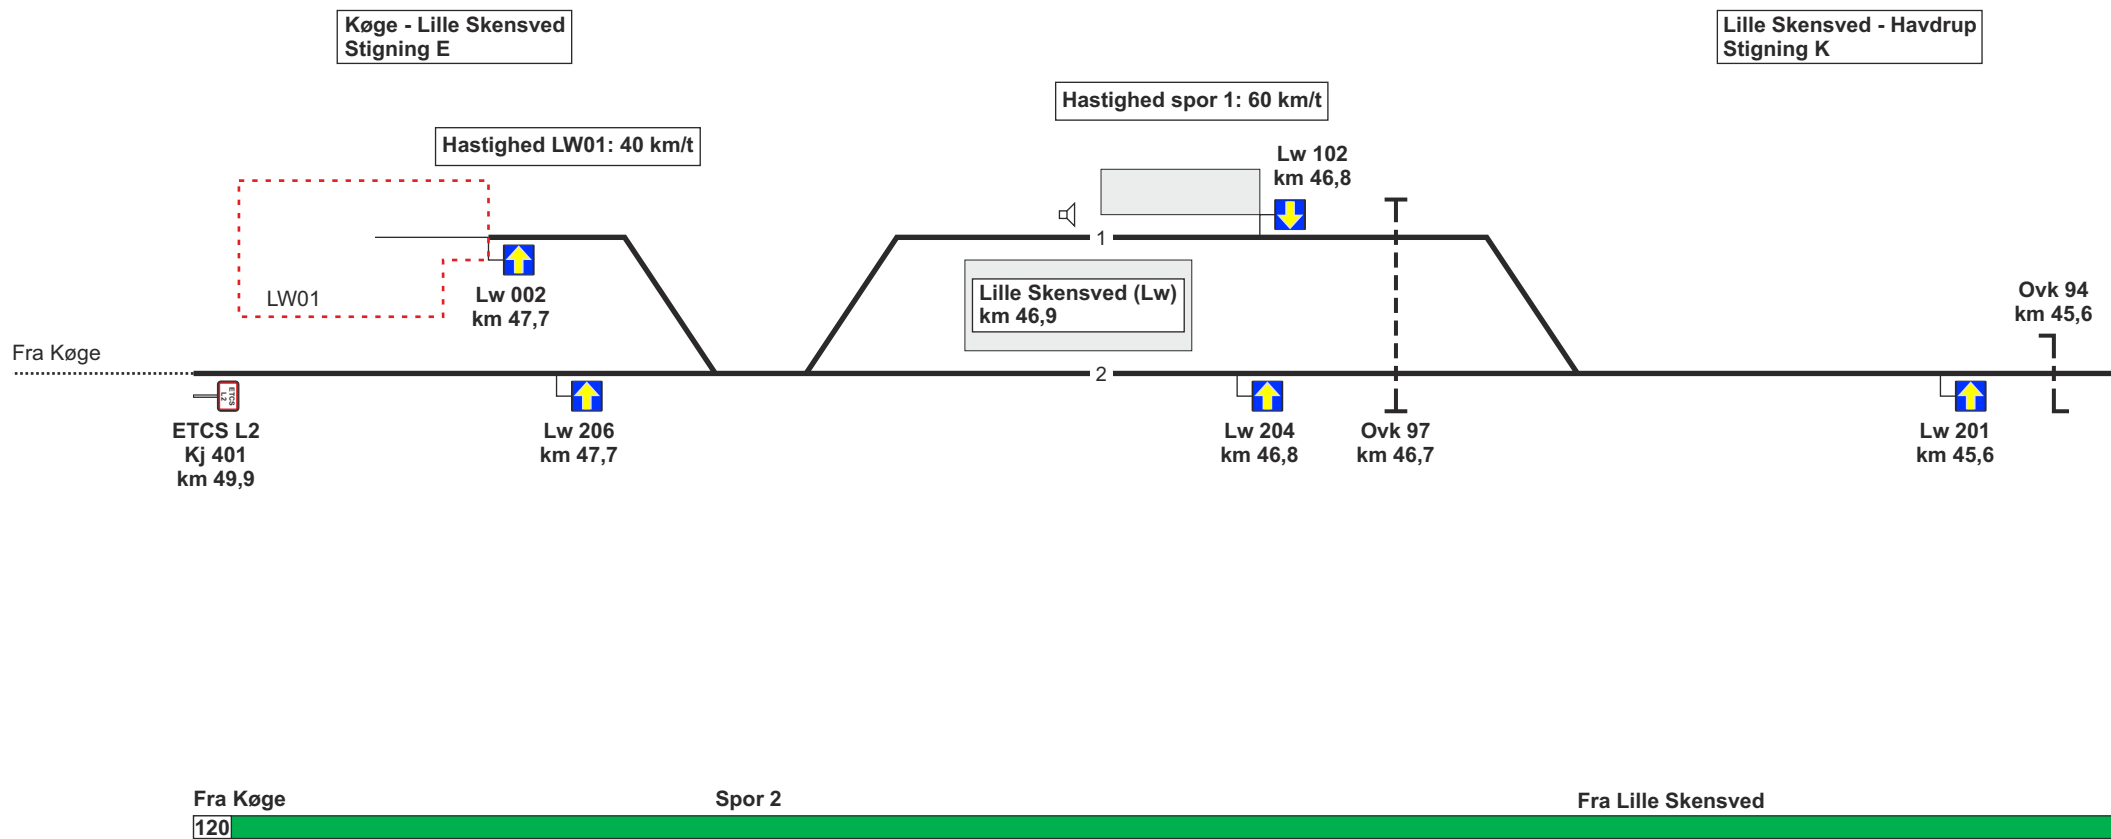 Køge - Lille Skensved
Stigning E
Lille Skensved - Havdrup
Stigning K
Hastighed spor 1: 60 km/t
Hastighed LW01: 40 km/t
Lw 102
km 46,8
1
LW01
Lw 002
km 47,7
Lille Skensved (Lw)
km 46,9
Ovk 94
km 45,6
Fra Køge
2
ETCS
L2
ETCS L2
Kj 401
km 49,9
Lw 206
km 47,7
Lw 204
km 46,8
Ovk 97
km 46,7
Lw 201
km 45,6
Fra Køge
Spor 2
Fra Lille Skensved
120